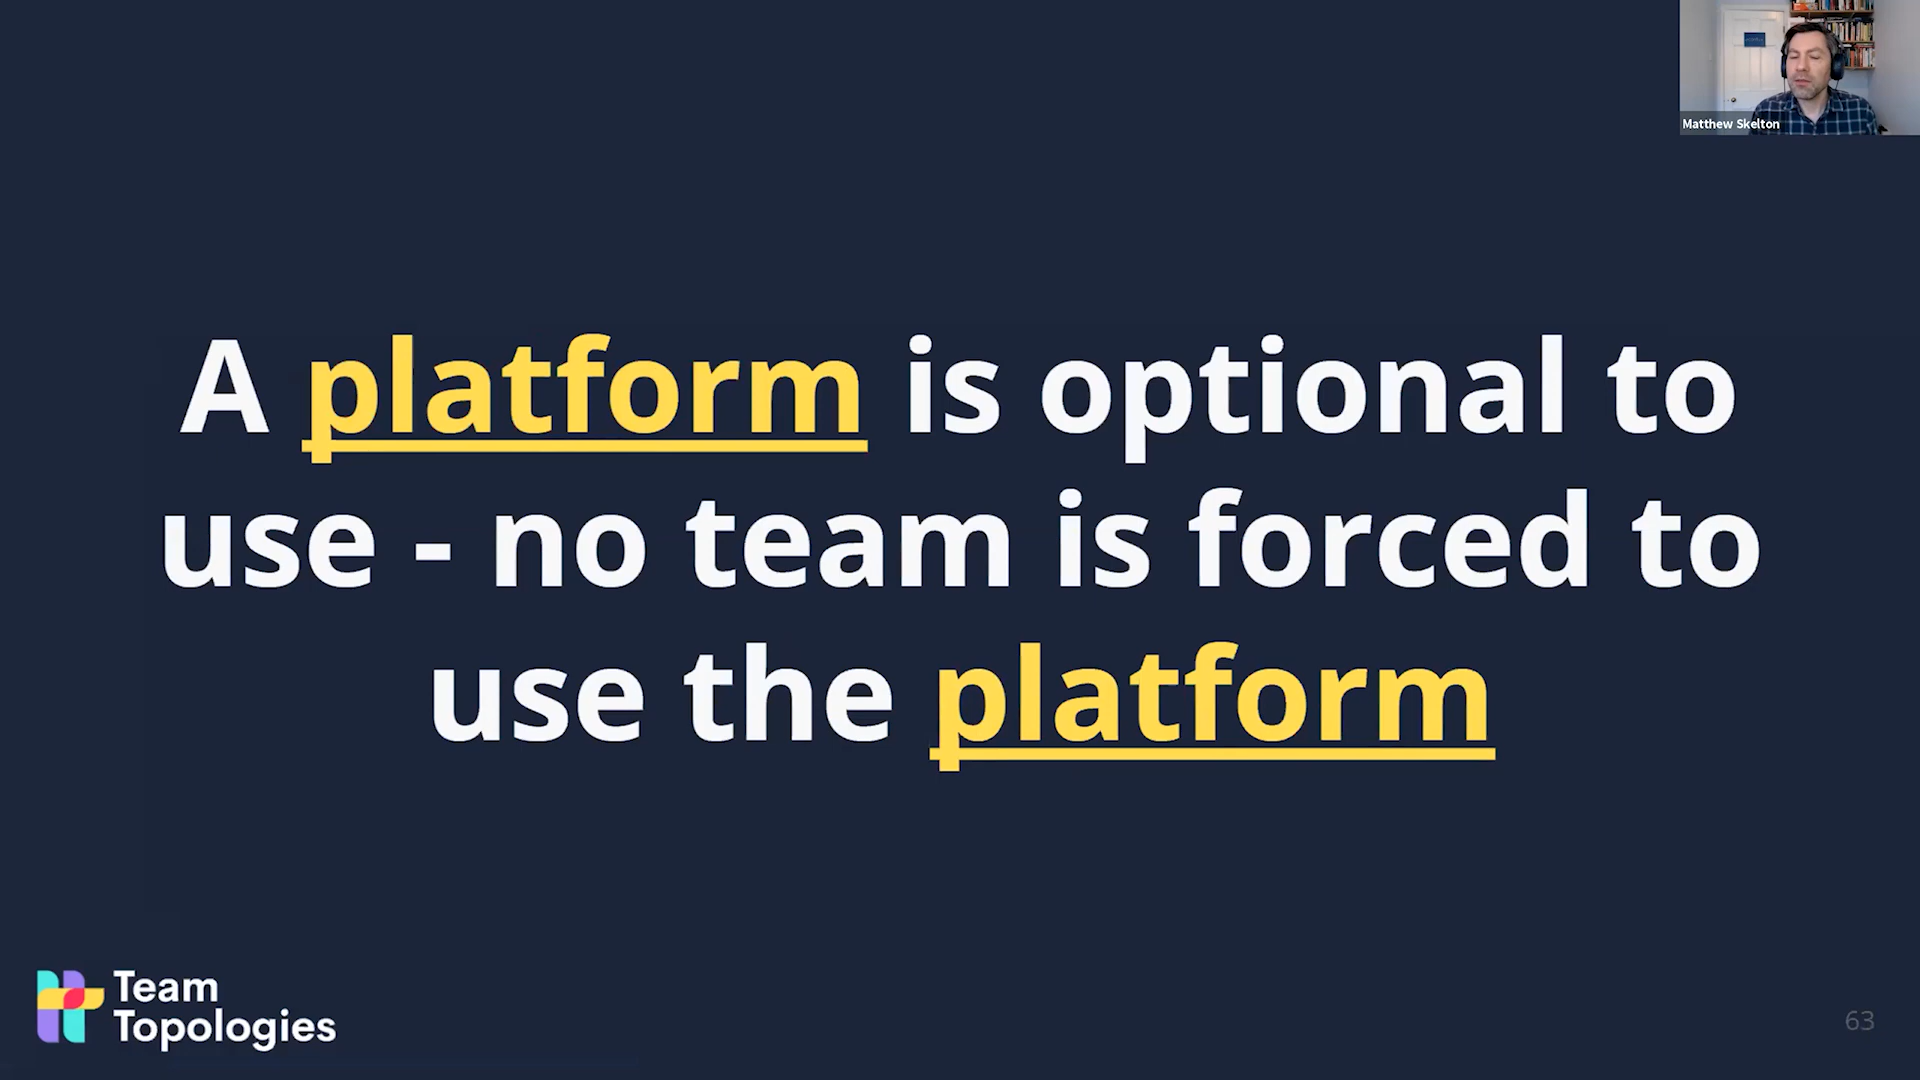 Matthew Skelton
A platform is optional to
use - no team is forced to
use the platform
Team
Topologies
63